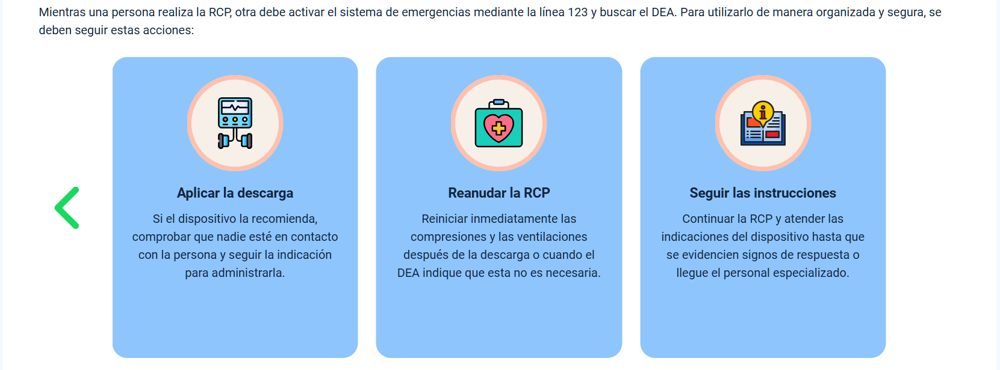 Mientras una persona realiza la RCP, otra debe activar el sistema de emergencias mediante la línea 123 y buscar el DEA. Para utilizarlo de manera organizada y segura, se
deben seguir estas acciones:
Aplicar la descarga
Si el dispositivo la recomienda,
comprobar que nadie esté en contacto
con la persona y seguir la indicación
para administrarla.
Reanudar la RCP
Reiniciar inmediatamente las
compresiones y las ventilaciones
después de la descarga o cuando el
DEA indique que esta no es necesaria.
Seguir las instrucciones
Continuar la RCP y atender las
indicaciones del dispositivo hasta que
se evidencien signos de respuesta o
llegue el personal especializado.